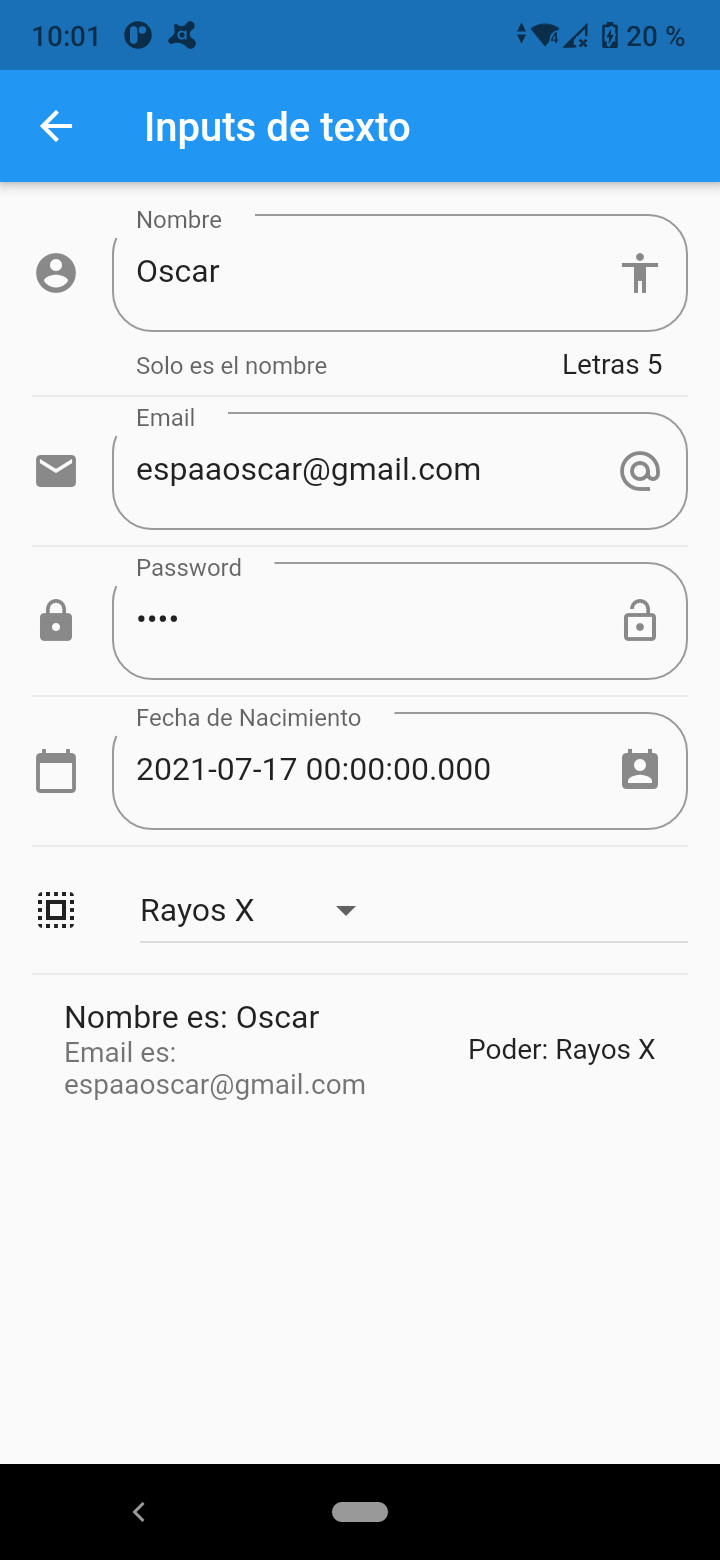 10:01 20 %
Inputs de texto
Nombre
Oscar
Solo es el nombre Letras 5
Email
espaaoscar@gmail.com
Password
••••
Fecha de Nacimiento
2021-07-17 00:00:00.000
Rayos X
Nombre es: Oscar
Email es:
espaaoscar@gmail.com
Poder: Rayos X